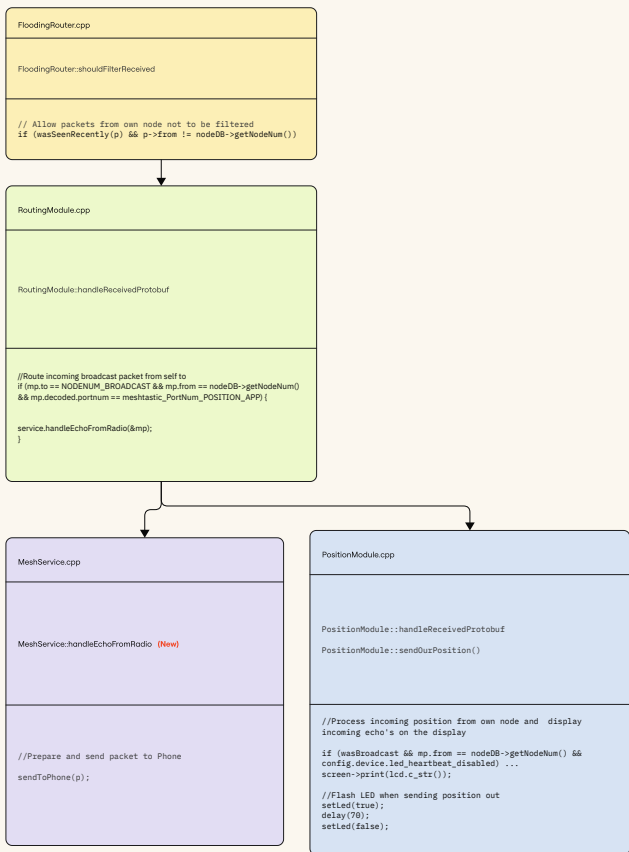 FloodingRouter.cpp
FloodingRouter::shouldFilterReceived
// Allow packets from own node not to be filtered
if (wasSeenRecently(p) && p->from != nodeDB->getNodeNum())
RoutingModule.cpp
RoutingModule::handleReceivedProtobuf
//Route incoming broadcast packet from self to
if (mp.to == NODENUM_BROADCAST && mp.from == nodeDB->getNodeNum()
&& mp.decoded.portnum == meshtastic_PortNum_POSITION_APP) {
service.handleEchoFromRadio(&mp);
}
MeshService.cpp
MeshService::handleEchoFromRadio (New)
//Prepare and send packet to Phone
sendToPhone(p);
PositionModule.cpp
PositionModule::handleReceivedProtobuf
PositionModule::sendOurPosition()
//Process incoming position from own node and display
incoming echo's on the display
if (wasBroadcast && mp.from == nodeDB->getNodeNum() &&
config.device.led_heartbeat_disabled) ...
screen->print(lcd.c_str());
//Flash LED when sending position out
setLed(true);
delay(70);
setLed(false);